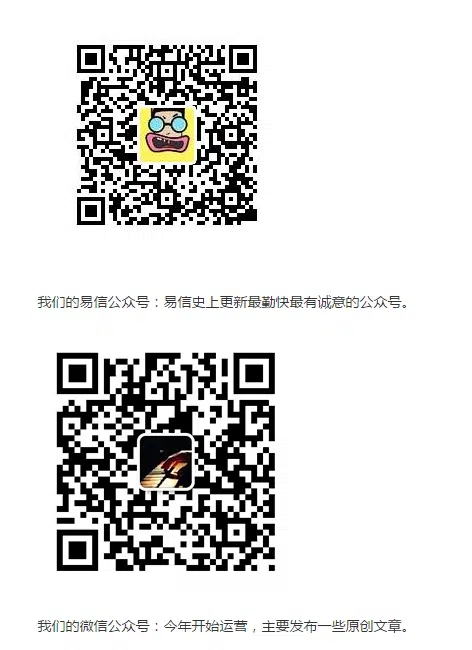 我们的易信公众号：易信史上更新最勤快最有诚意的公众号。
我们的微信公众号：今年开始运营，主要发布一些原创文章。